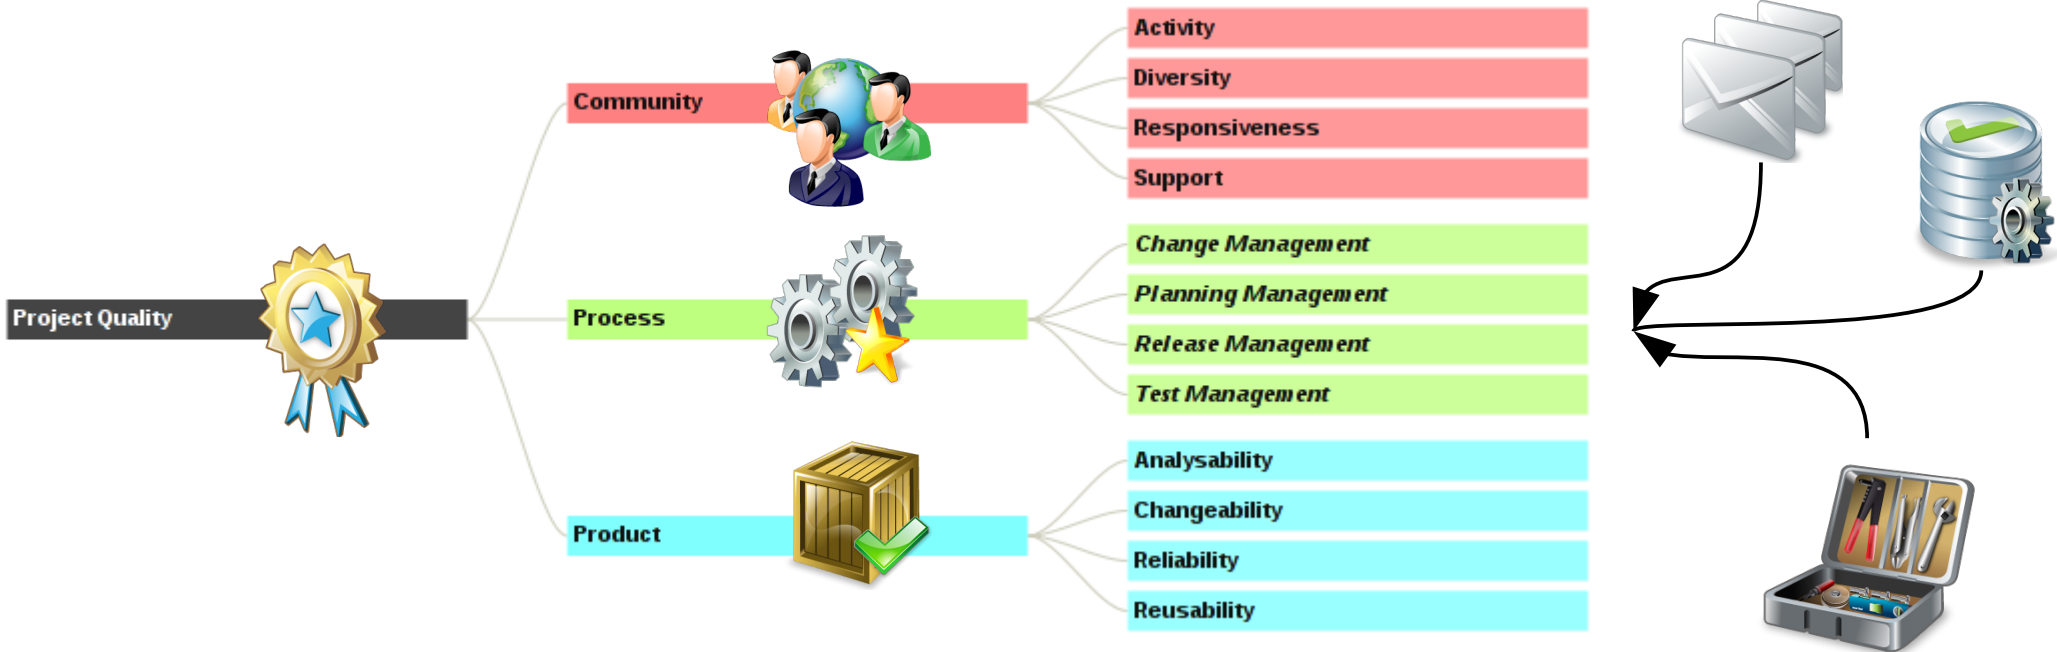 Project Quality
Community
Activity
Diversity
Responsiveness
Support
Process
Change Management
Planning Management
Release Management
Test Management
Product
Analysability
Changeability
Reliability
Reusability